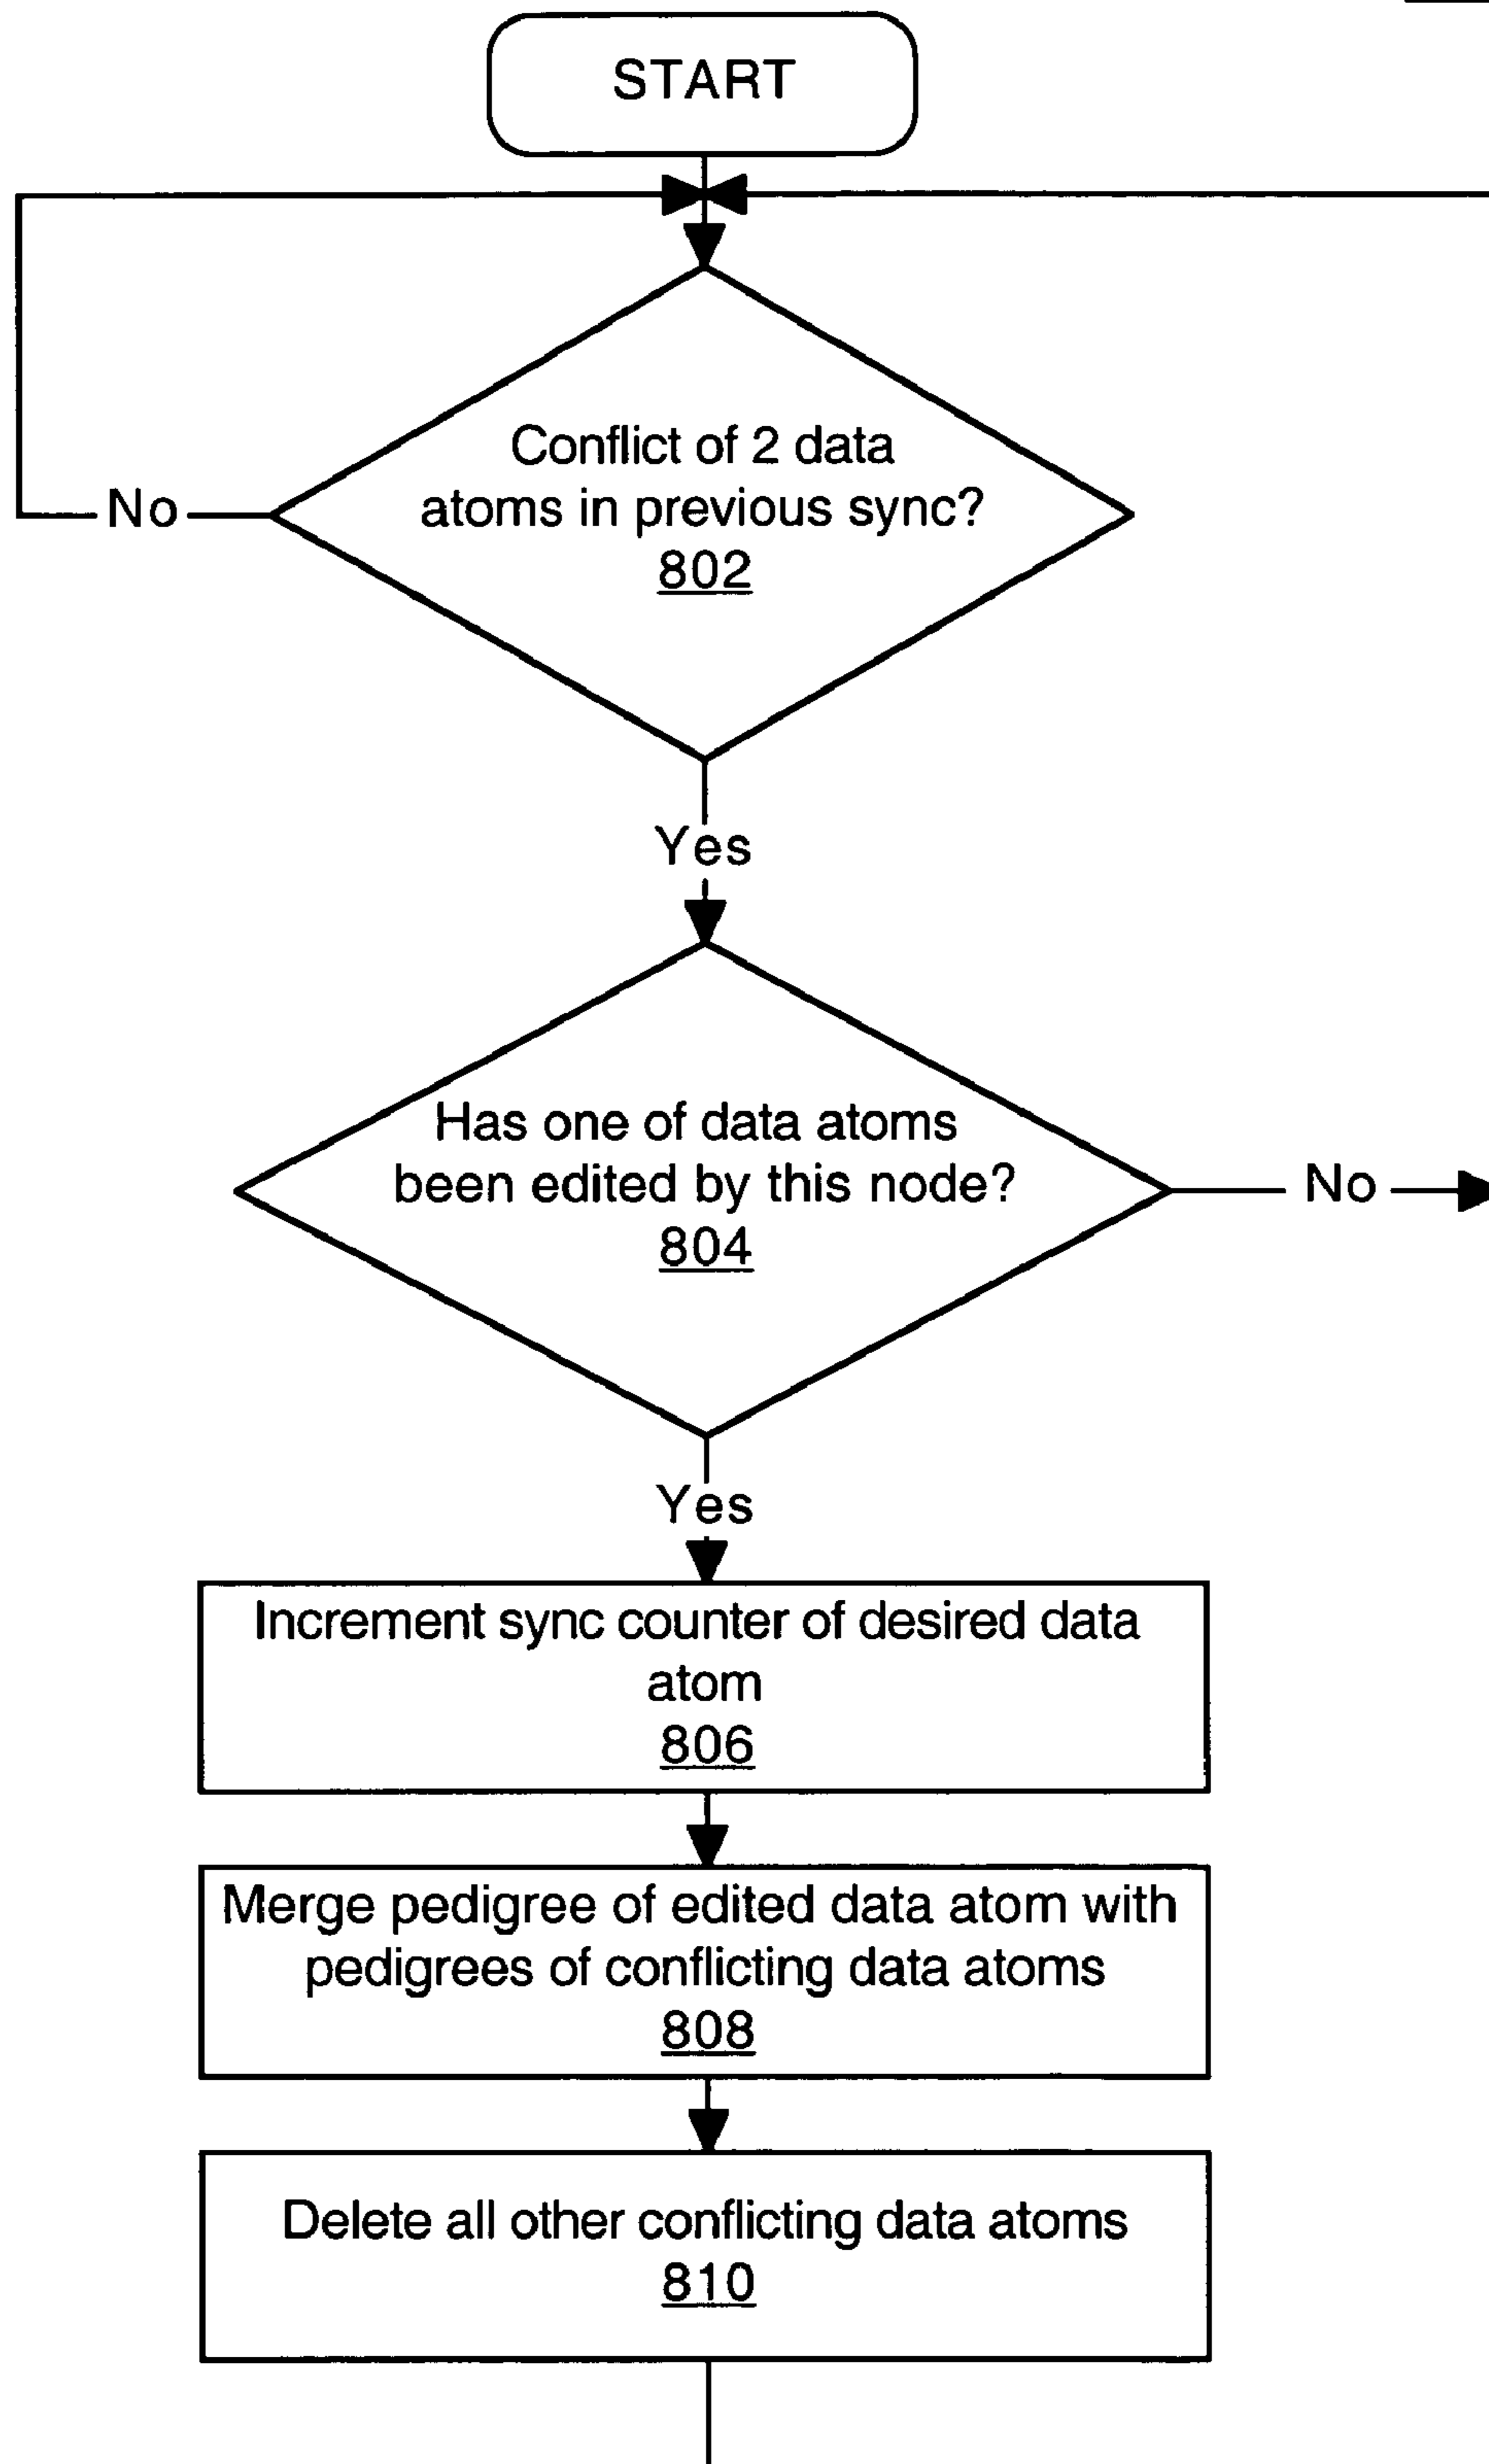 START
Conflict of 2 data
atoms in previous sync?
802
No
Yes
Has one of data atoms
been edited by this node?
804
No
Yes
Increment sync counter of desired data
atom
806
Merge pedigree of edited data atom with
pedigrees of conflicting data atoms
808
Delete all other conflicting data atoms
810